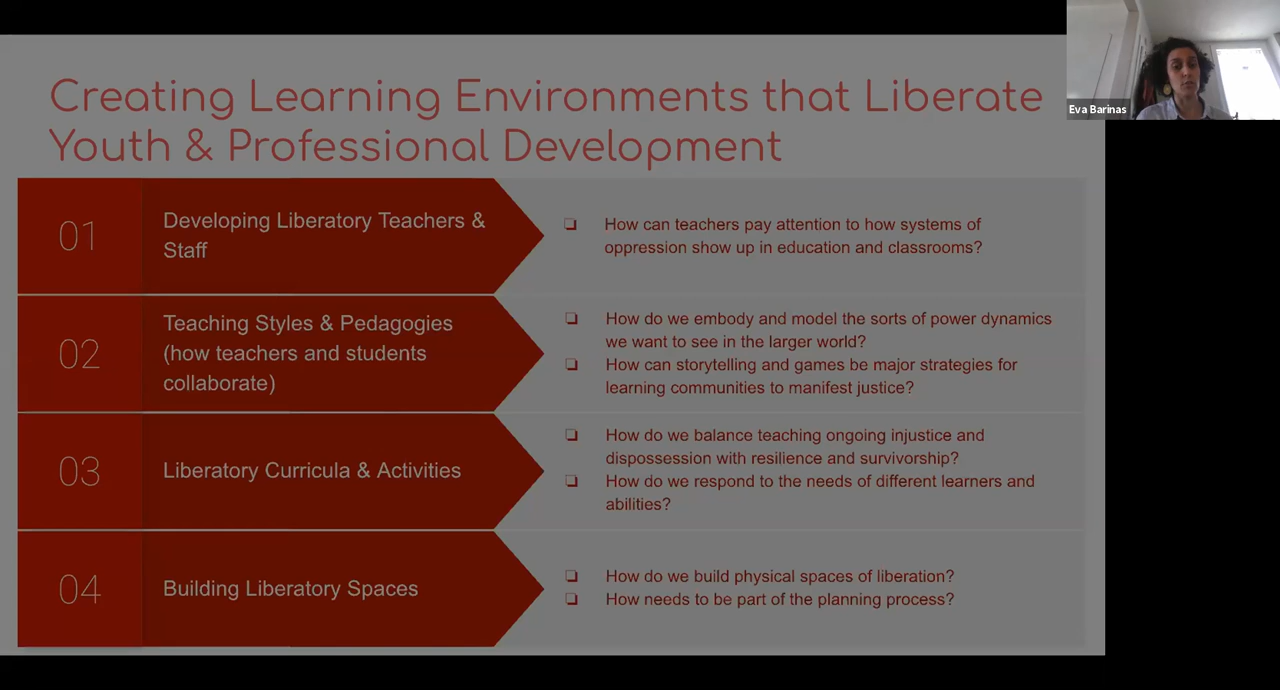 Creating Learning Environments that Liberate
Youth & Professional Development
Eva Barinas
01
Developing Liberatory Teachers &
Staff
❏ How can teachers pay attention to how systems of
oppression show up in education and classrooms?
02
Teaching Styles & Pedagogies
(how teachers and students
collaborate)
❏ How do we embody and model the sorts of power dynamics
we want to see in the larger world?
❏ How can storytelling and games be major strategies for
learning communities to manifest justice?
03
Liberatory Curricula & Activities
❏ How do we balance teaching ongoing injustice and
dispossession with resilience and survivorship?
❏ How do we respond to the needs of different learners and
abilities?
04
Building Liberatory Spaces
❏ How do we build physical spaces of liberation?
❏ How needs to be part of the planning process?